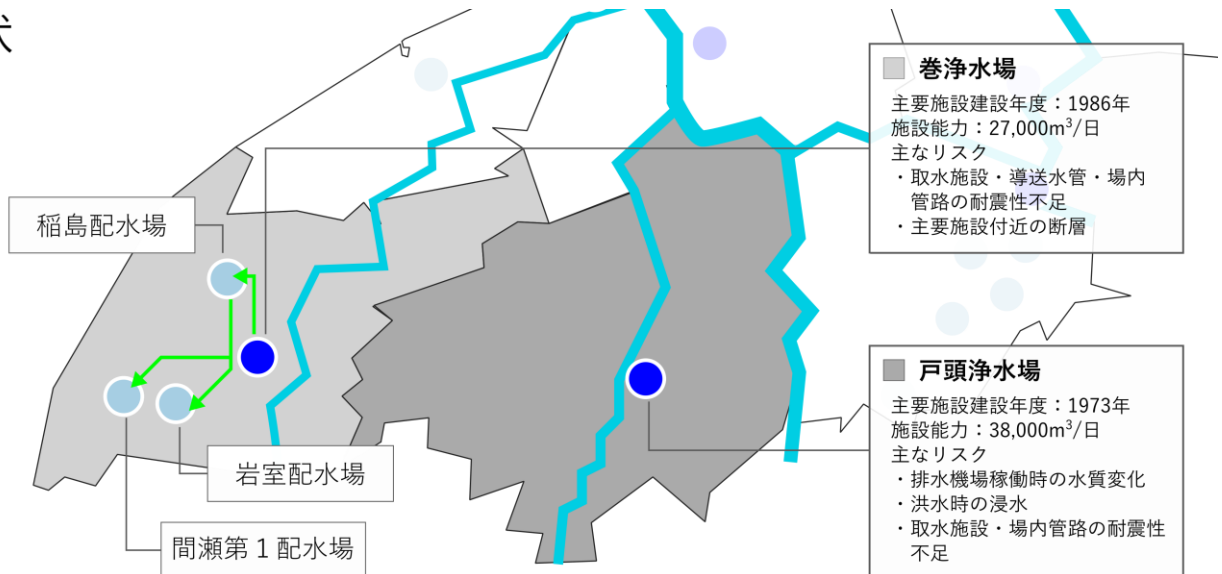 状
巻浄水場
主要施設建設年度：1986年
施設能力：27,000m³/日
主なリスク
・取水施設・導送水管・場内
管路の耐震性不足
・主要施設付近の断層
稲島配水場
岩室配水場
間瀬第１配水場
戸頭浄水場
主要施設建設年度：1973年
施設能力：38,000m³/日
主なリスク
・排水機場稼働時の水質変化
・洪水時の浸水
・取水施設・場内管路の耐震性
不足